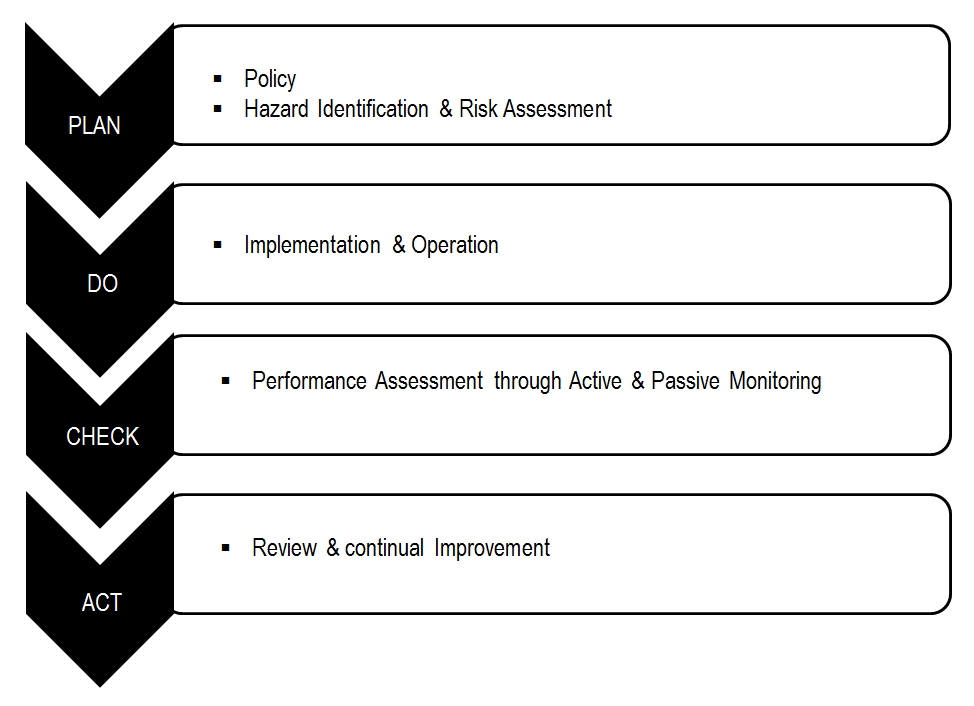 PLAN
▪ Policy
▪ Hazard Identification & Risk Assessment
DO
▪ Implementation & Operation
CHECK
▪ Performance Assessment through Active & Passive Monitoring
ACT
▪ Review & continual Improvement